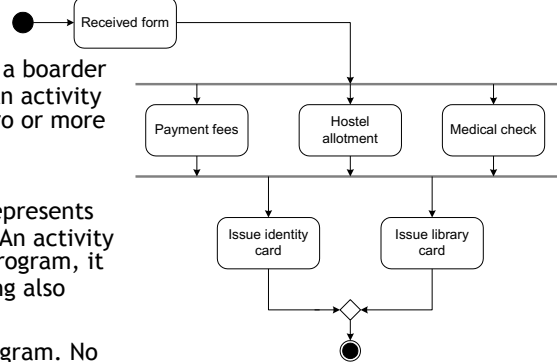 Received form
a boarder
n activity
o or more
Payment fees
Hostel
allotment
Medical check
epresents
An activity
rogram, it
ng also
Issue identity
card
Issue library
card
gram. No